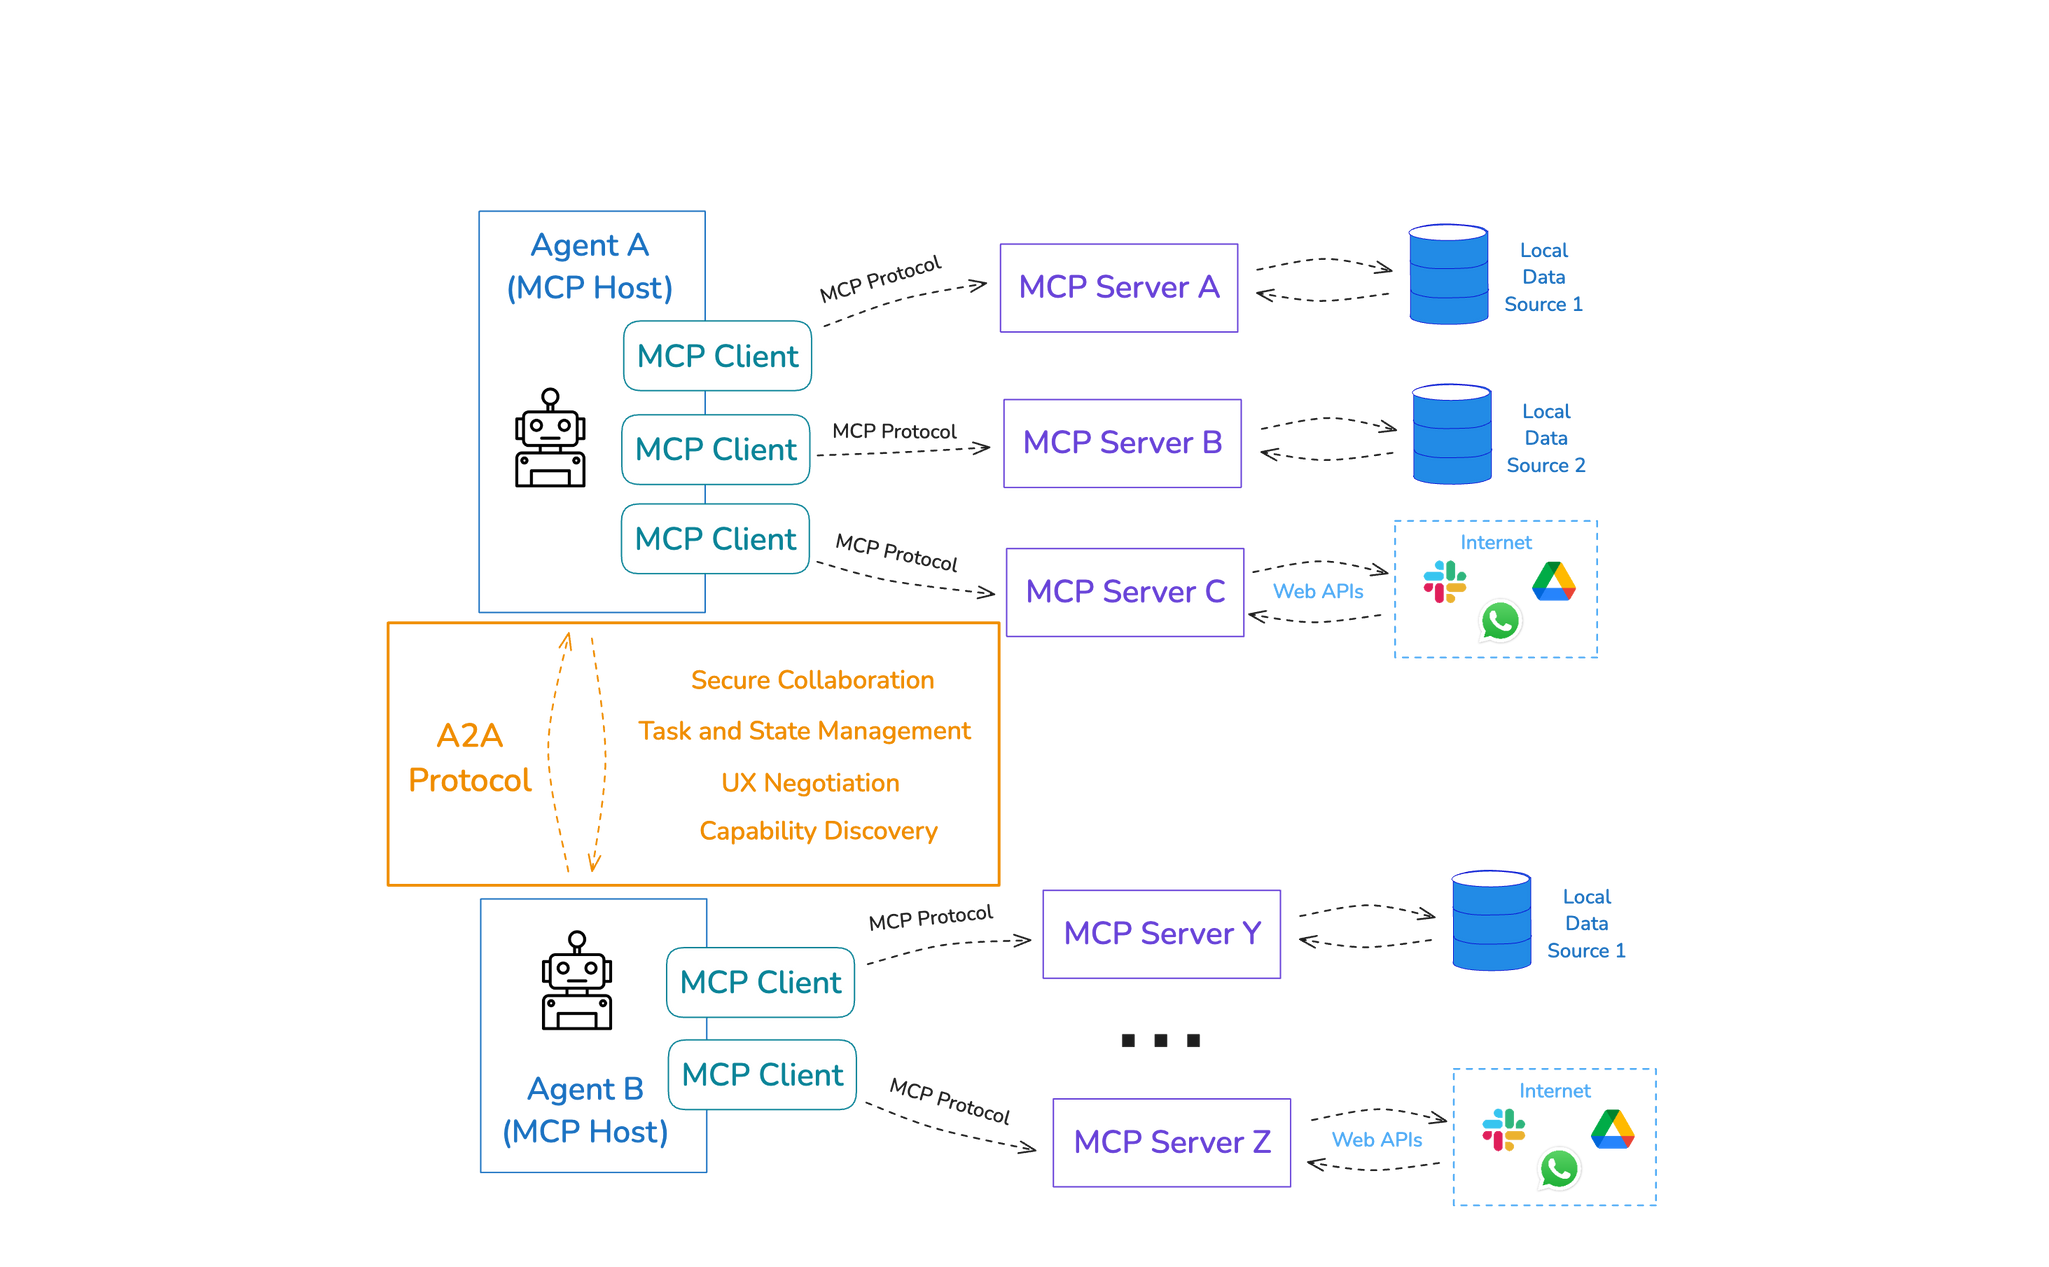 Agent A
(MCP Host)
MCP Client
MCP Client
MCP Client
MCP Protocol
MCP Protocol
MCP Protocol
MCP Server A
MCP Server B
MCP Server C
Local
Data
Source 1
Local
Data
Source 2
Web APIs
Internet
A2A
Protocol
Secure Collaboration
Task and State Management
UX Negotiation
Capability Discovery
Agent B
(MCP Host)
MCP Client
MCP Client
MCP Protocol
MCP Protocol
MCP Server Y
...
MCP Server Z
Local
Data
Source 1
Web APIs
Internet